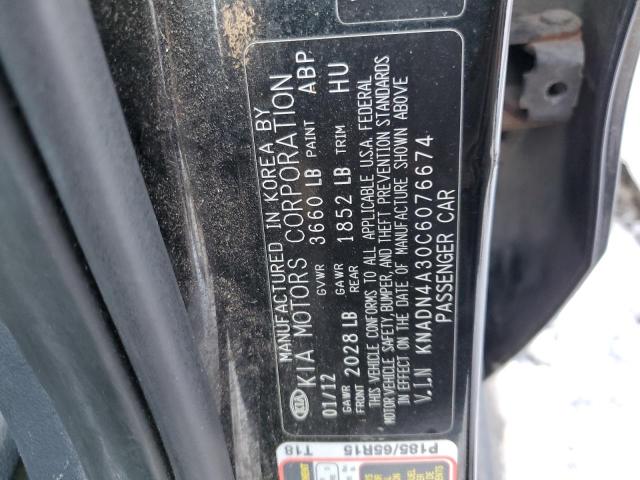 MANUFACTURED IN KOREA BY
KIA KIA MOTORS CORPORATION
01/12 GVWR 3660 LB PAINT ABP
GAWR FRONT 2028 LB GAWR REAR 1852 LB TRIM HU
THIS VEHICLE CONFORMS TO ALL APPLICABLE U.S.A. FEDERAL
MOTOR VEHICLE SAFETY, BUMPER, AND THEFT PREVENTION STANDARDS
IN EFFECT ON THE DATE OF MANUFACTURE SHOWN ABOVE
V.I.N KNADN4A30C6076674
PASSENGER CAR
T18 P185/65R15